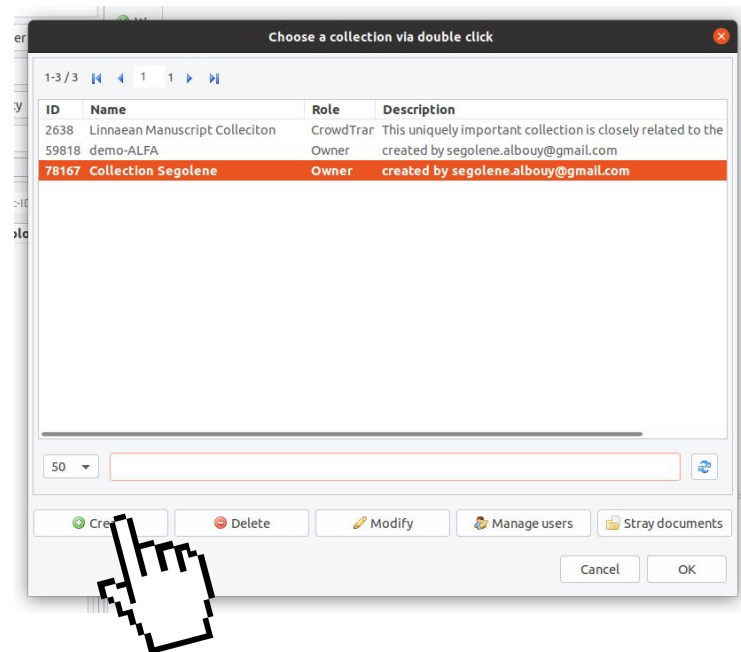 Choose a collection via double click
1-3 / 3 1 1
ID Name Role Description
2638 Linnaean Manuscript Colleciton CrowdTran This uniquely important collection is closely related to the
59818 demo-ALFA Owner created by segolene.albouy@gmail.com
78167 Collection Segolene Owner created by segolene.albouy@gmail.com
50
Delete Modify Manage users Stray documents
Cancel OK